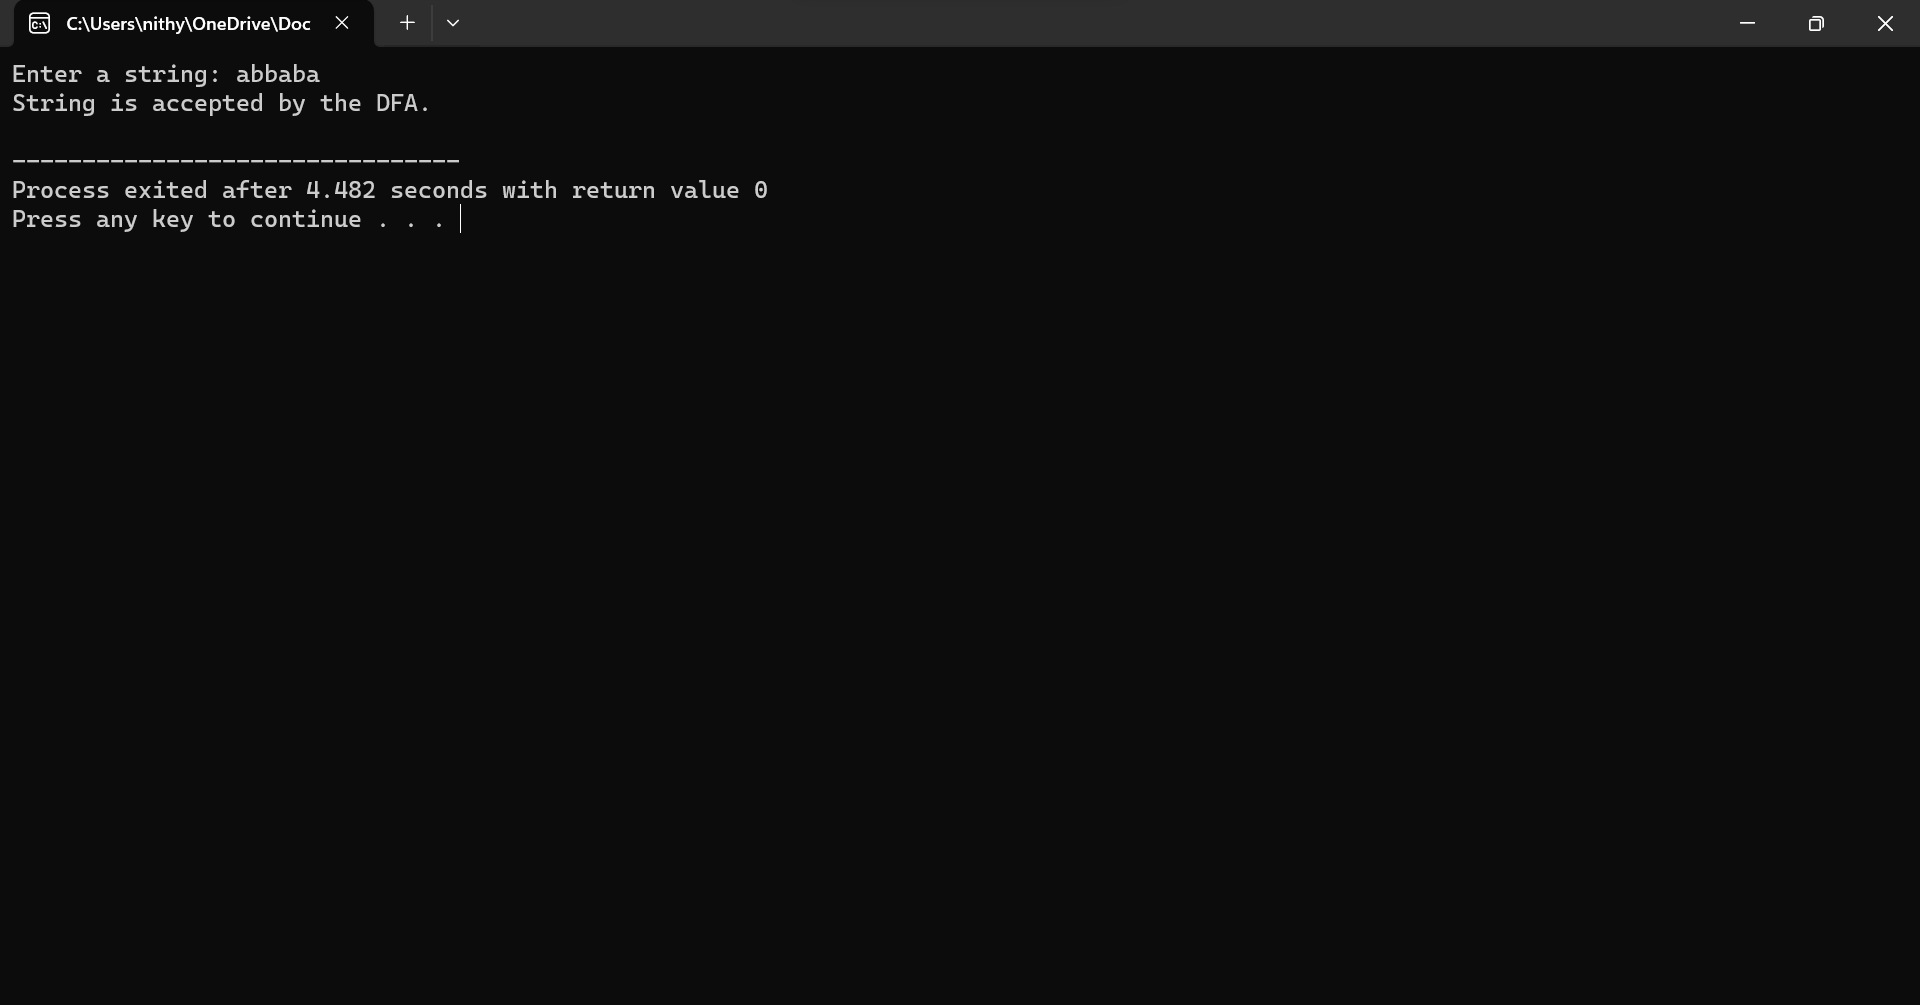 C:\Users\nithy\OneDrive\Doc
Enter a string: abbaba
String is accepted by the DFA.
--------------------------------
Process exited after 4.482 seconds with return value 0
Press any key to continue . . .